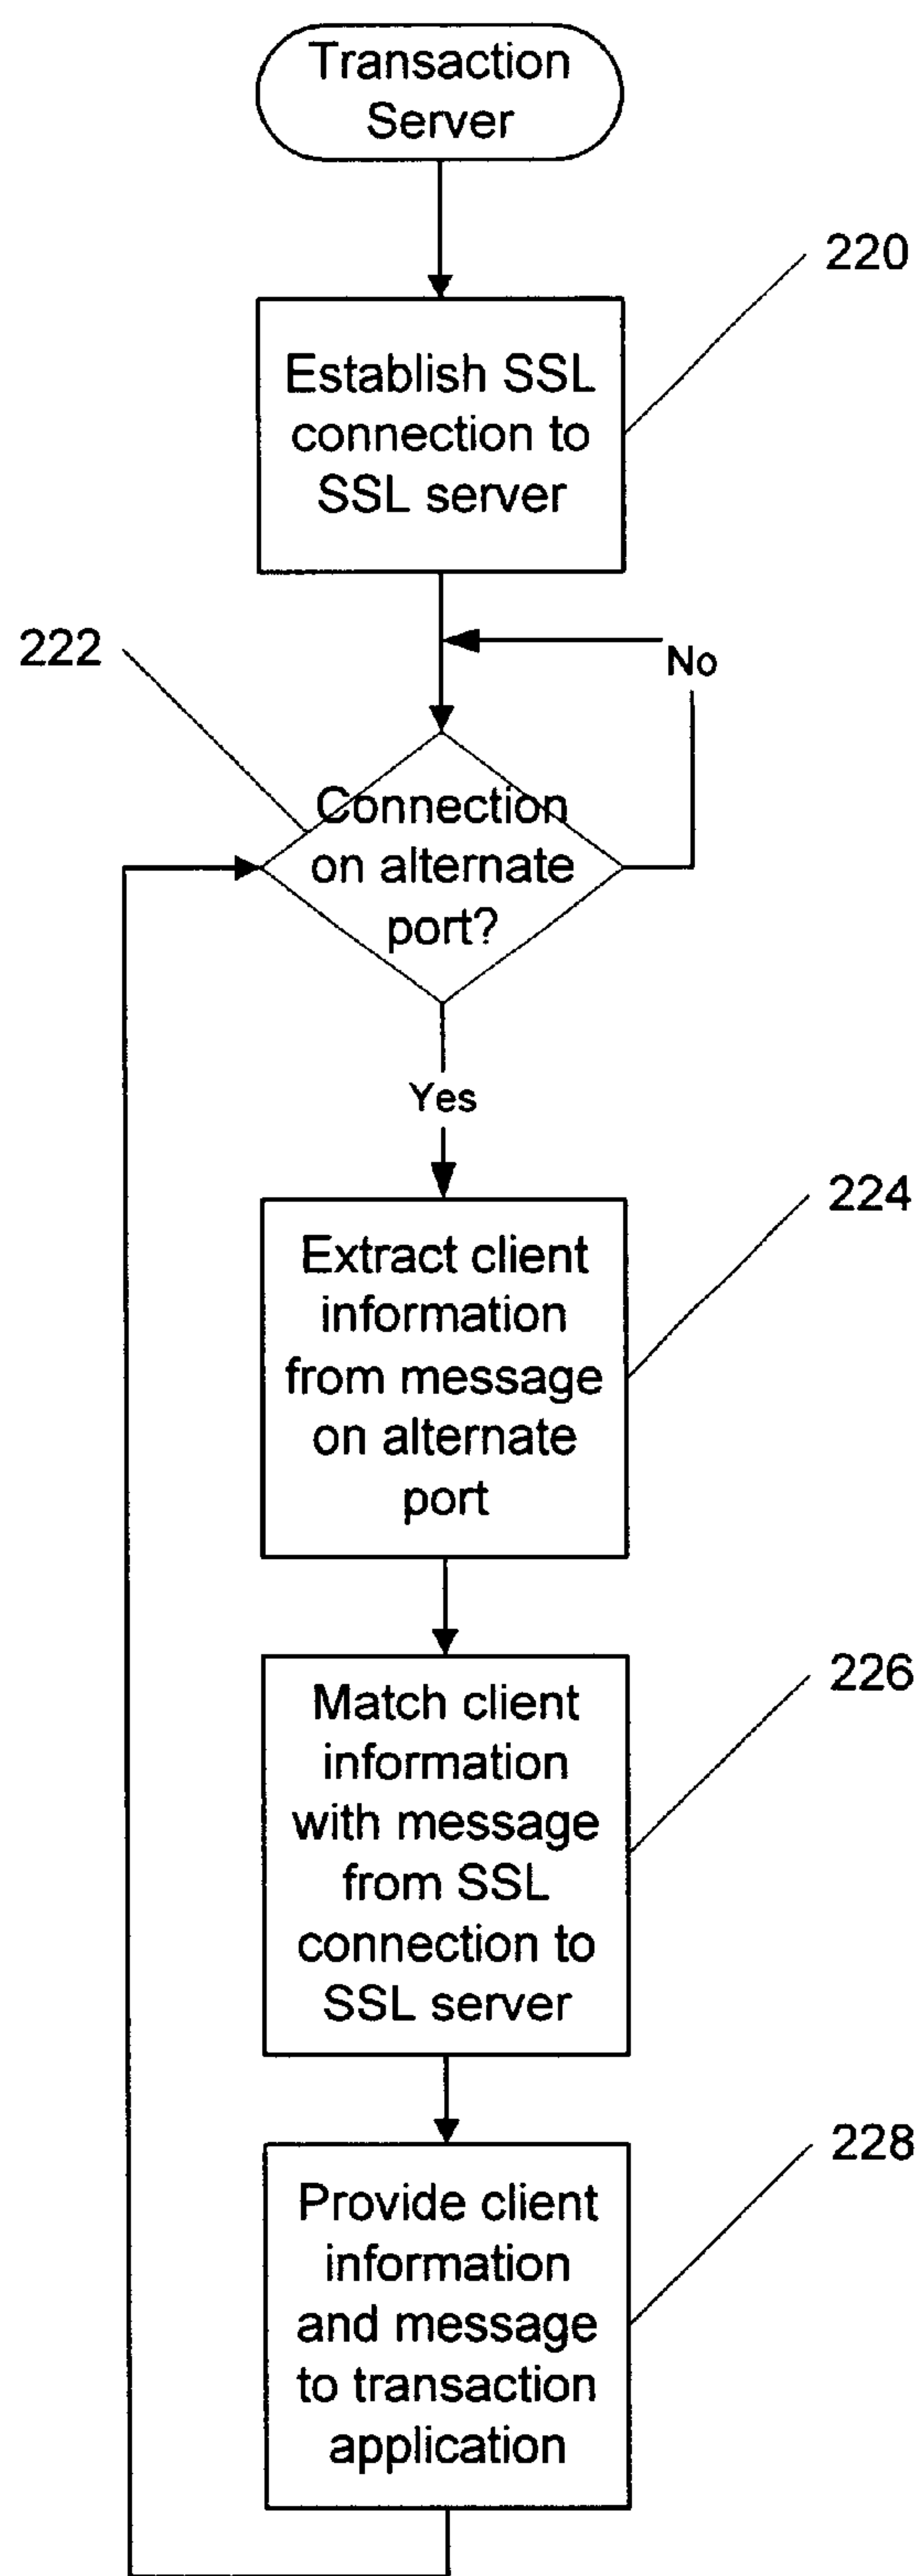 Transaction
Server
220
Establish SSL
connection to
SSL server
222
No
Connection
on alternate
port?
Yes
224
Extract client
information
from message
on alternate
port
226
Match client
information
with message
from SSL
connection to
SSL server
228
Provide client
information
and message
to transaction
application